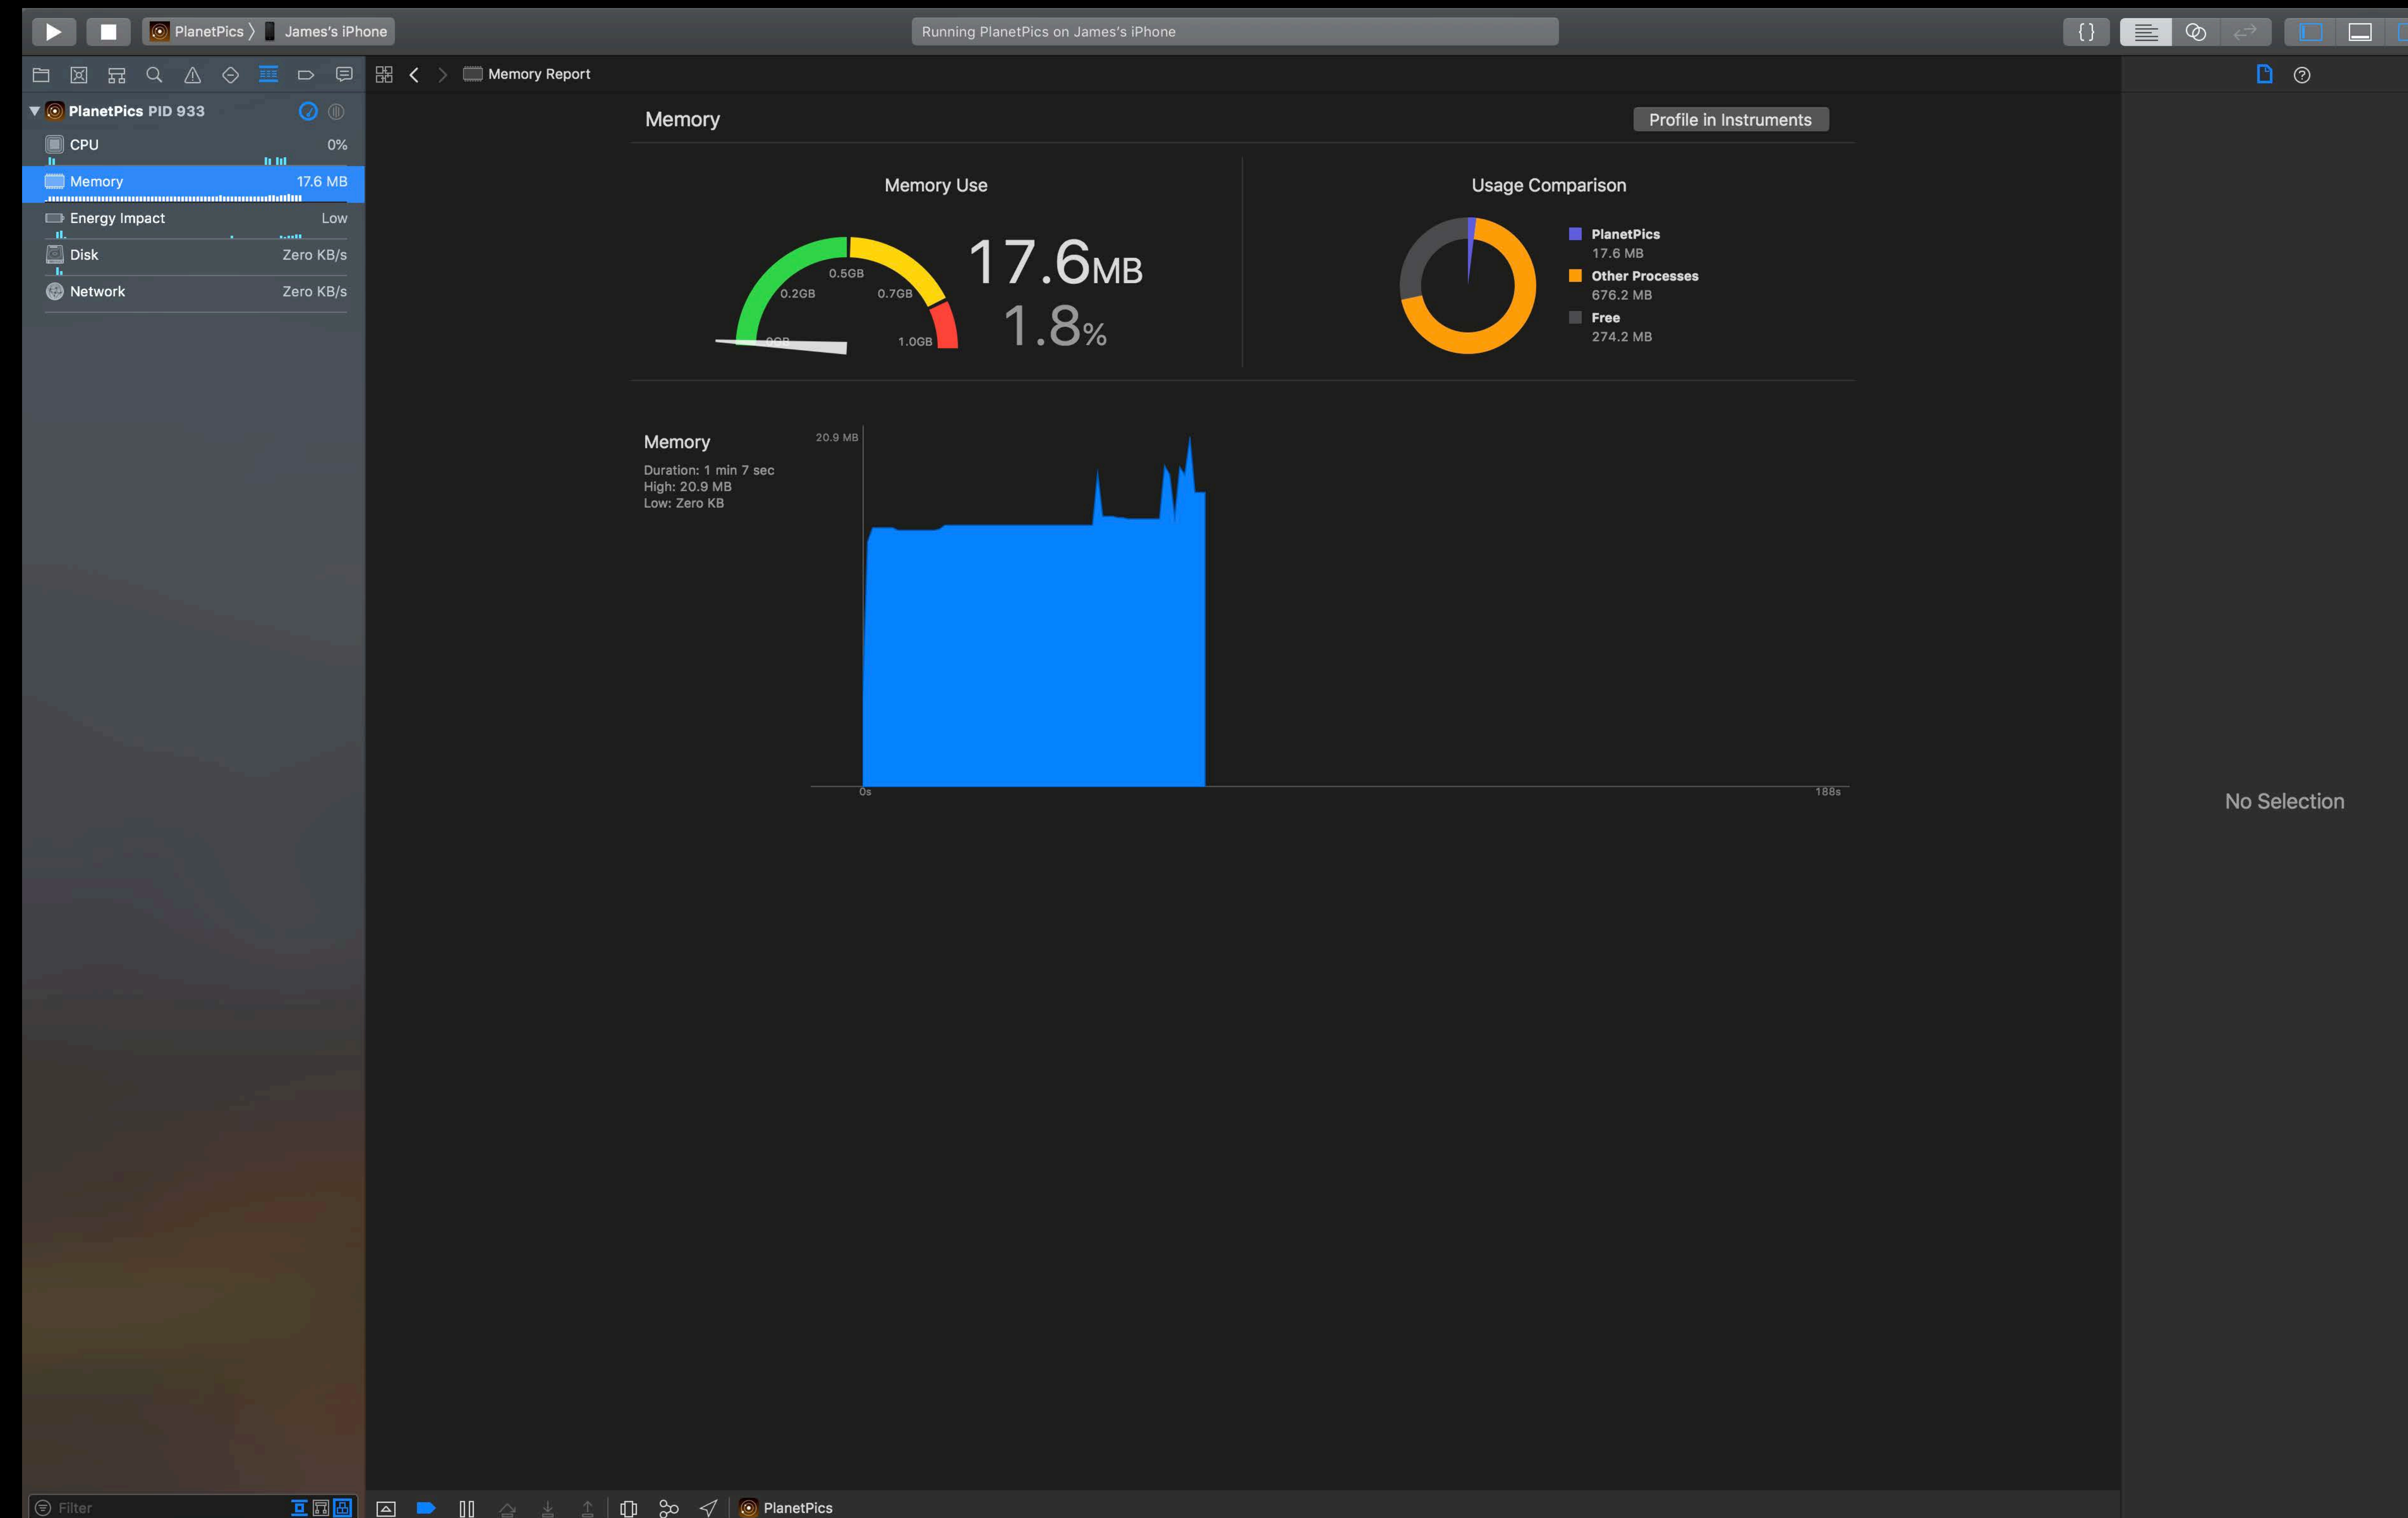 PlanetPics 〉 James's iPhone
Running PlanetPics on James's iPhone
{ }
Memory Report
PlanetPics PID 933
CPU 0%
Memory 17.6 MB
Energy Impact Low
Disk Zero KB/s
Network Zero KB/s
Memory
Profile in Instruments
Memory Use
0GB
0.2GB
0.5GB
0.7GB
1.0GB
17.6MB
1.8%
Usage Comparison
PlanetPics
17.6 MB
Other Processes
676.2 MB
Free
274.2 MB
Memory
Duration: 1 min 7 sec
High: 20.9 MB
Low: Zero KB
20.9 MB
0s
188s
No Selection
Filter
PlanetPics